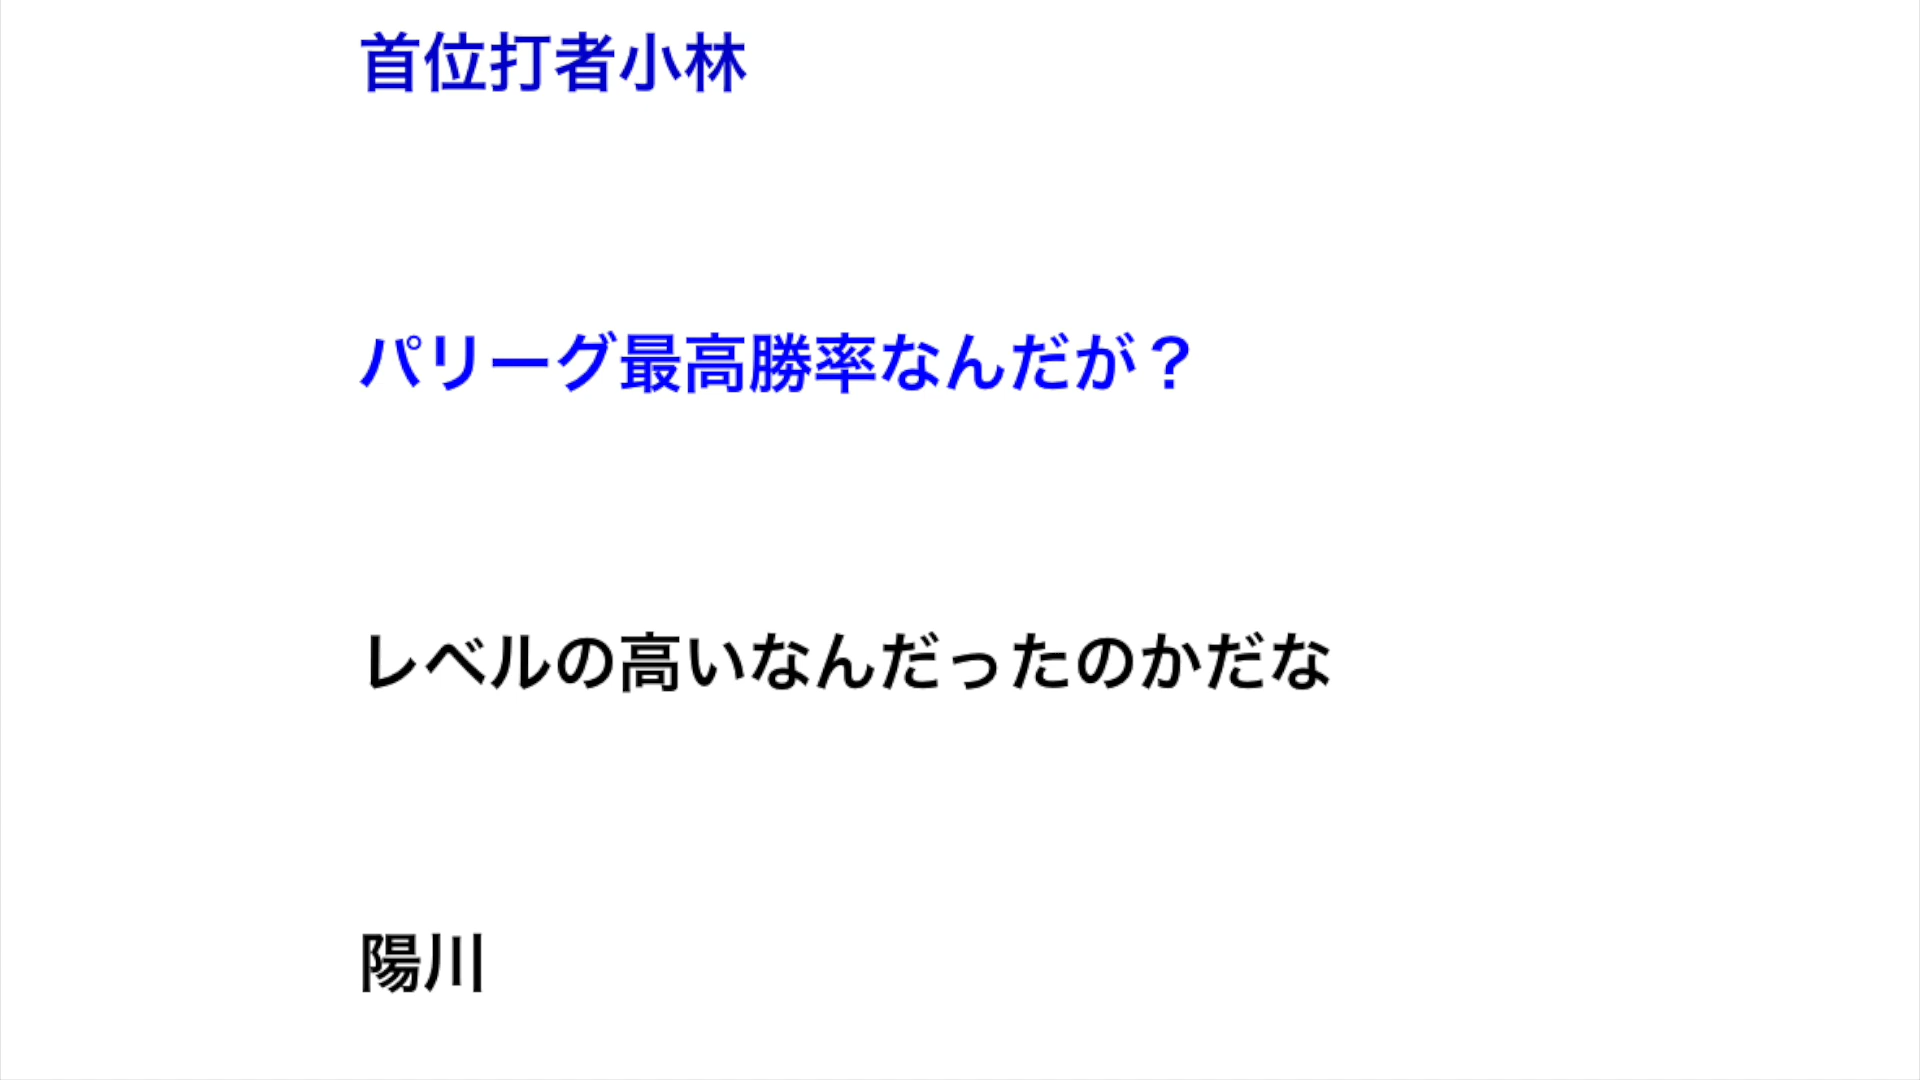 首位打者小林
パリーグ最高勝率なんだが？
レベルの高いなんだったのかだな
陽川